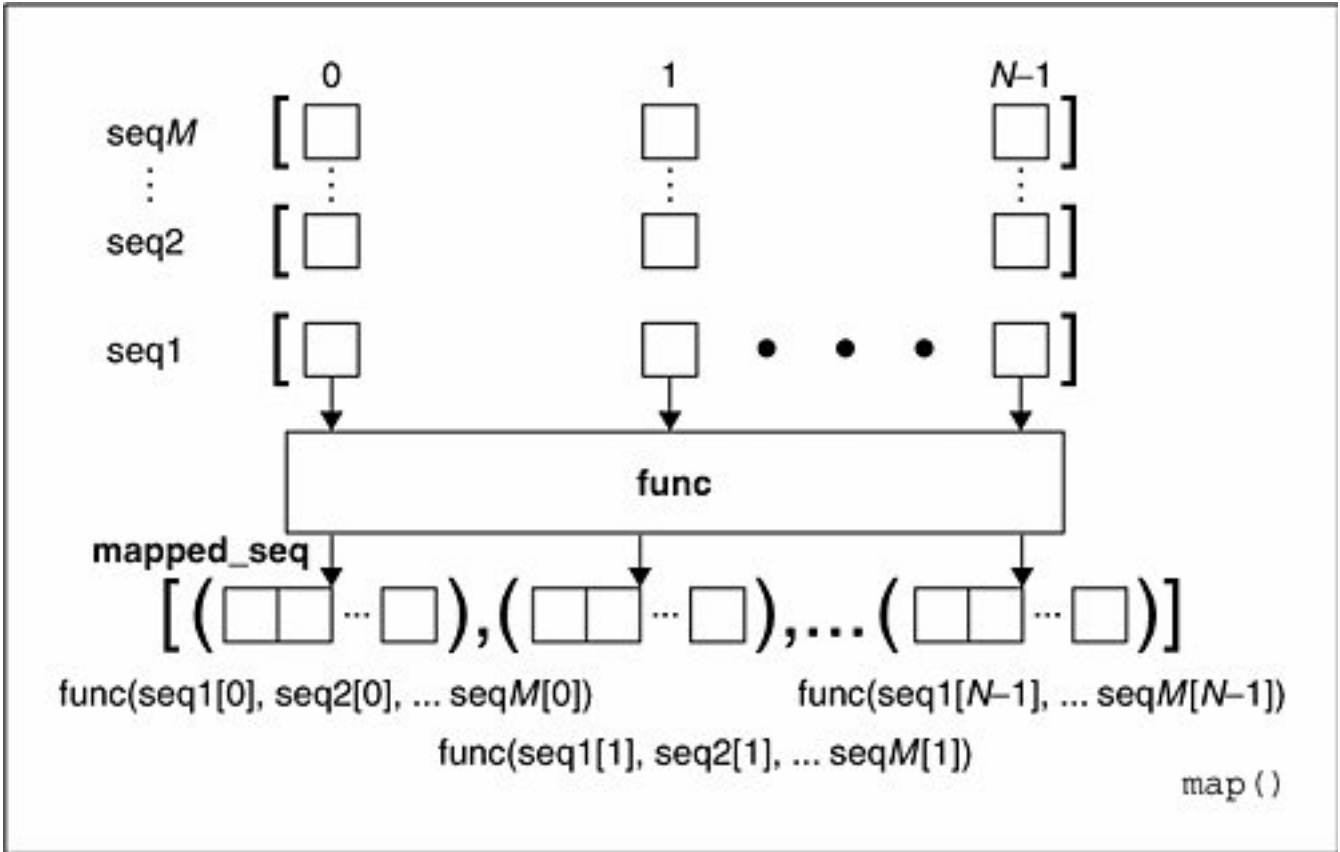 0 1 N–1
seqM
seq2
seq1
func
mapped_seq
[( ... ),( ... ),...( ... )]
func(seq1[0], seq2[0], ... seqM[0]) func(seq1[N–1], ... seqM[N–1])
func(seq1[1], seq2[1], ... seqM[1])
map()